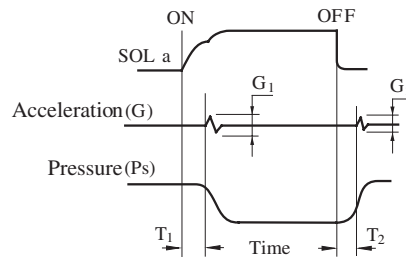 ON OFF
SOL a
G₁ G
Acceleration(G)
Pressure(Ps)
T₁ Time T₂